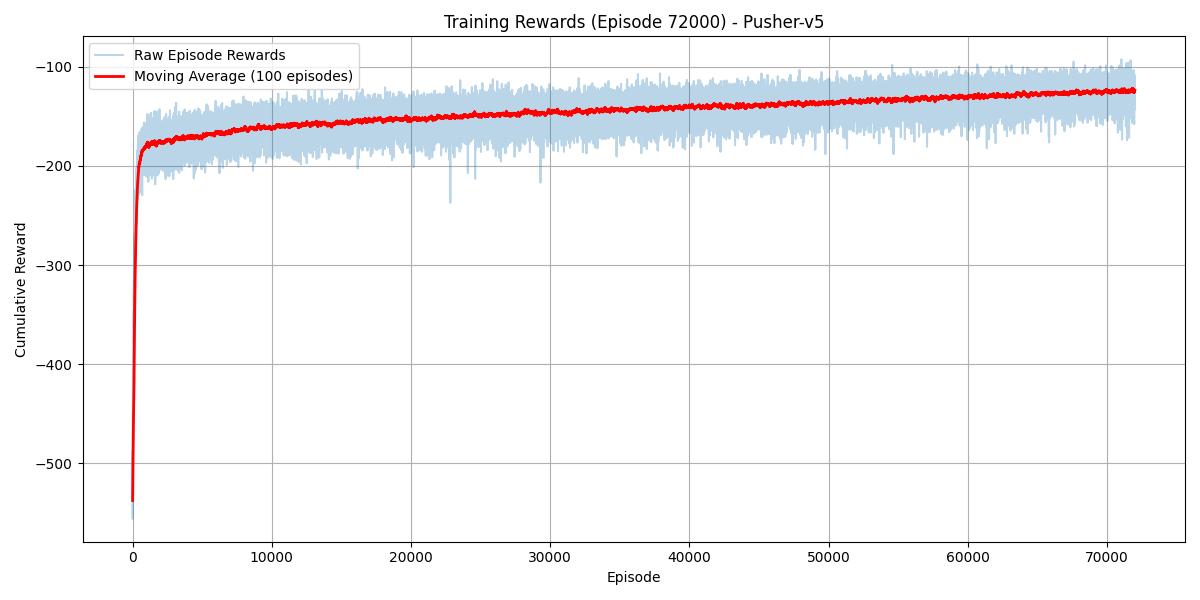 Training Rewards (Episode 72000) - Pusher-v5
Raw Episode Rewards
Moving Average (100 episodes)
−100
−200
−300
−400
−500
Cumulative Reward
0 10000 20000 30000 40000 50000 60000 70000
Episode